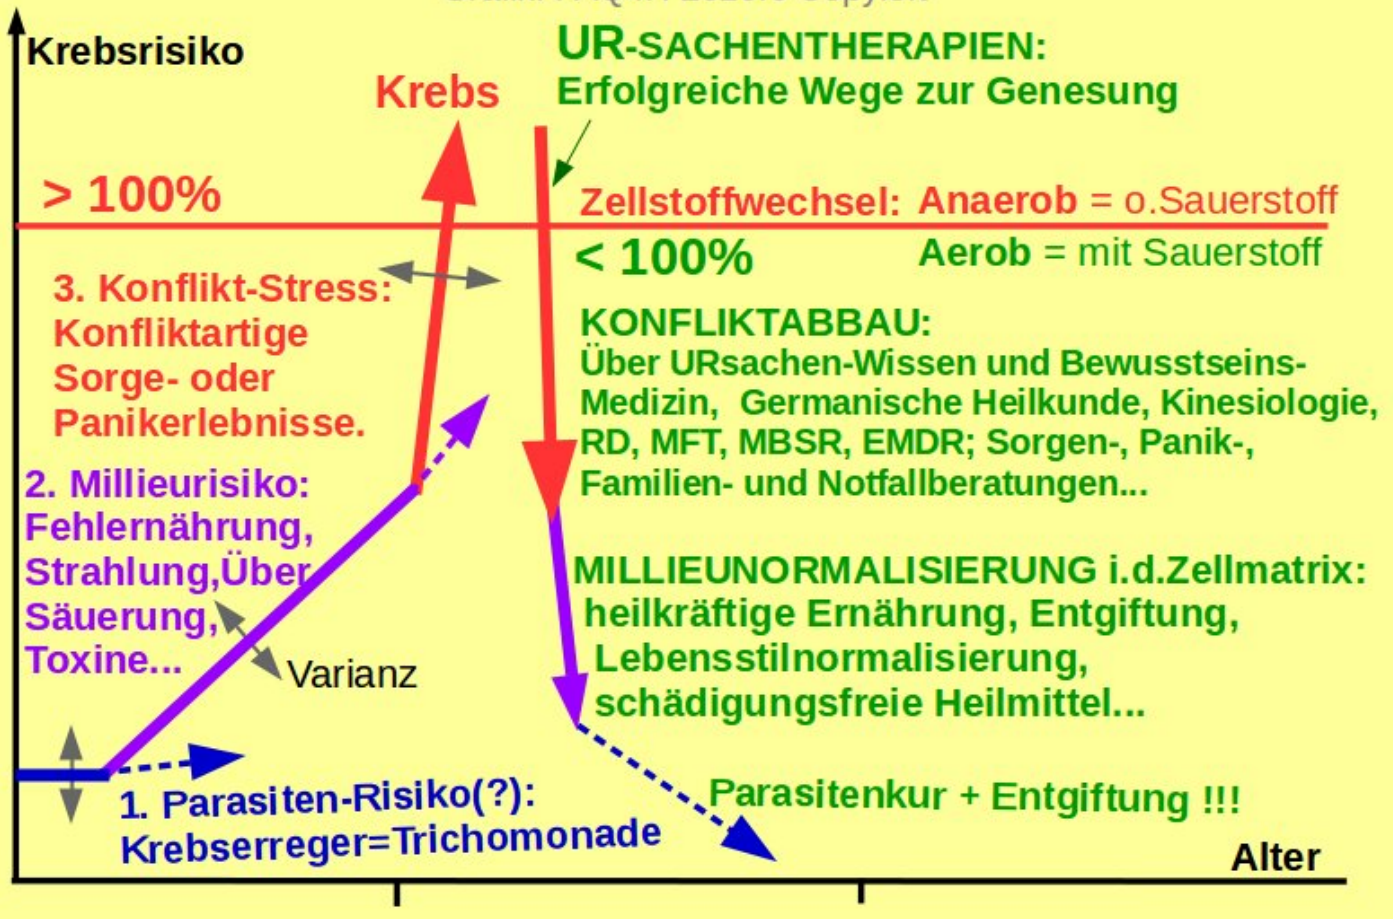 Krebsrisiko
Krebs
UR-SACHENTHERAPIEN:
Erfolgreiche Wege zur Genesung
> 100%
Zellstoffwechsel: Anaerob = o.Sauerstoff
< 100%
Aerob = mit Sauerstoff
3. Konflikt-Stress:
Konfliktartige
Sorge- oder
Panikerlebnisse.
KONFLIKTABBAU:
Über URsachen-Wissen und Bewusstseins-
Medizin, Germanische Heilkunde, Kinesiologie,
RD, MFT, MBSR, EMDR; Sorgen-, Panik-,
Familien- und Notfallberatungen...
2. Millieurisiko:
Fehlernährung,
Strahlung,Über
Säuerung,
Toxine...
Varianz
MILLIEUNORMALISIERUNG i.d.Zellmatrix:
heilkräftige Ernährung, Entgiftung,
Lebensstilnormalisierung,
schädigungsfreie Heilmittel...
1. Parasiten-Risiko(?):
Krebserreger=Trichomonade
Parasitenkur + Entgiftung !!!
Alter